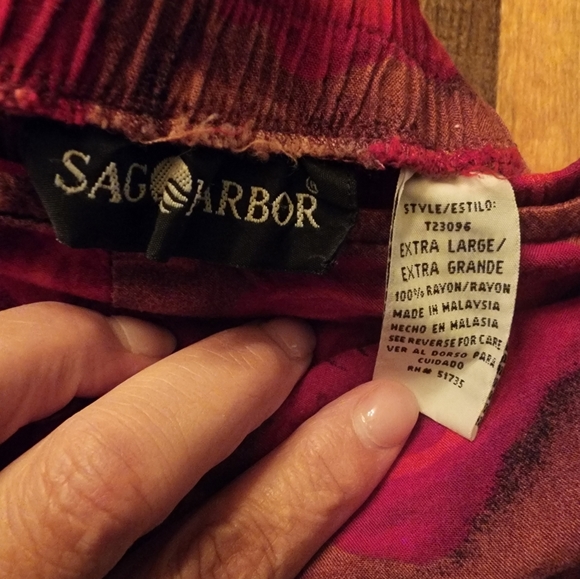 SAG ARBOR®
STYLE/ESTILO:
T23096
EXTRA LARGE/
EXTRA GRANDE
100% RAYON/RAYON
MADE IN MALAYSIA
HECHO EN MALASIA
SEE REVERSE FOR CARE
VER AL DORSO PARA
CUIDADO
RN# 51735